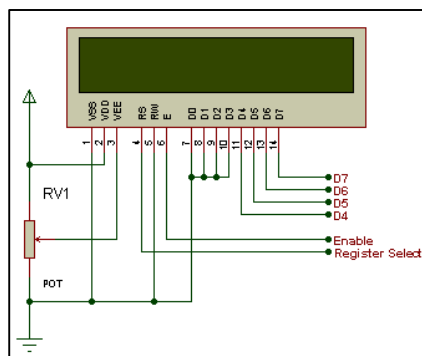 VSS VDD VEE RS RW E D0 D1 D2 D3 D4 D5 D6 D7
1 2 3 4 5 6 7 8 9 10 11 12 13 14
D7
D6
D5
D4
RV1
Enable
Register Select
POT